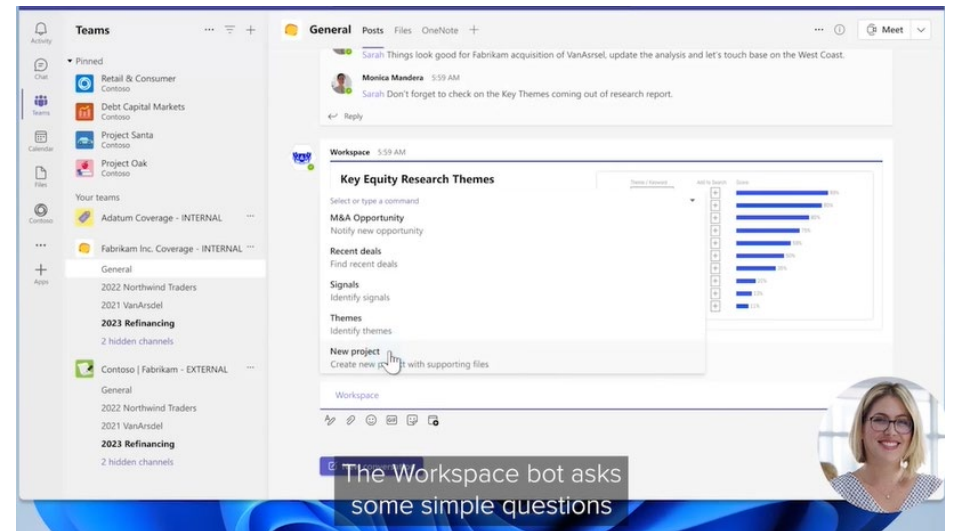 Activity
Chat
Teams
Calendar
Files
Contoso
Apps
Teams
Pinned
Retail & Consumer
Contoso
Debt Capital Markets
Contoso
Project Santa
Contoso
Project Oak
Contoso
Your teams
Adatum Coverage - INTERNAL
Fabrikam Inc. Coverage - INTERNAL
General
2022 Northwind Traders
2021 VanArsdel
2023 Refinancing
2 hidden channels
Contoso | Fabrikam - EXTERNAL
General
2022 Northwind Traders
2021 VanArsdel
2023 Refinancing
2 hidden channels
General Posts Files OneNote +
Meet
Sarah Things look good for Fabrikam acquisition of VanArsel, update the analysis and let's touch base on the West Coast.
Monica Mandera 5:59 AM
Sarah Don't forget to check on the Key Themes coming out of research report.
Reply
Workspace 5:59 AM
Key Equity Research Themes
Select or type a command
M&A Opportunity
Notify new opportunity
Recent deals
Find recent deals
Signals
Identify signals
Themes
Identify themes
New project
Create new with supporting files
Workspace
The Workspace bot asks
some simple questions